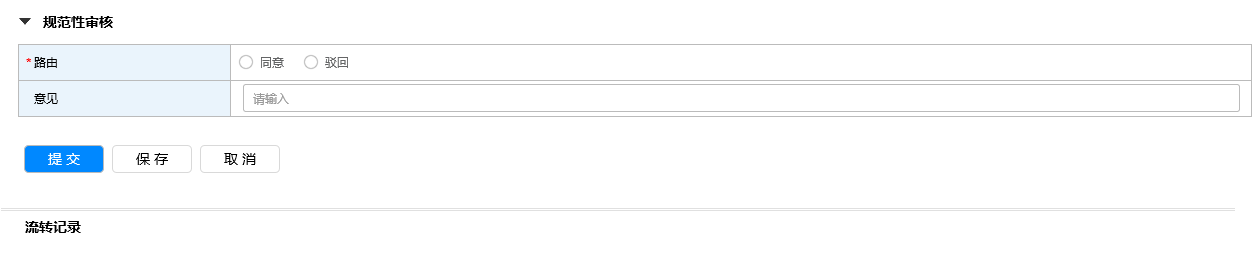 规范性审核
* 路由 同意 驳回
意见 请输入
提 交 保 存 取 消
流转记录